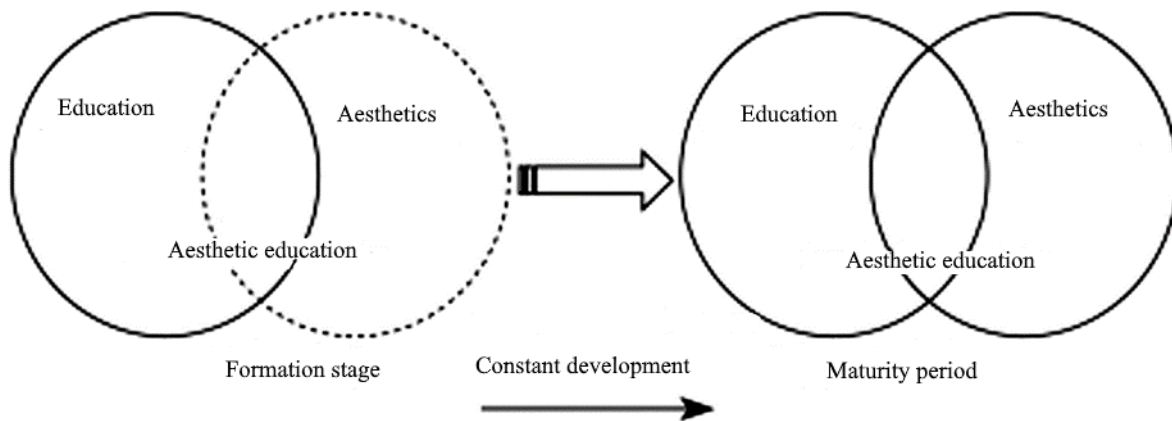 Education
Aesthetics
Aesthetic education
Formation stage
Constant development
Education
Aesthetics
Aesthetic education
Maturity period